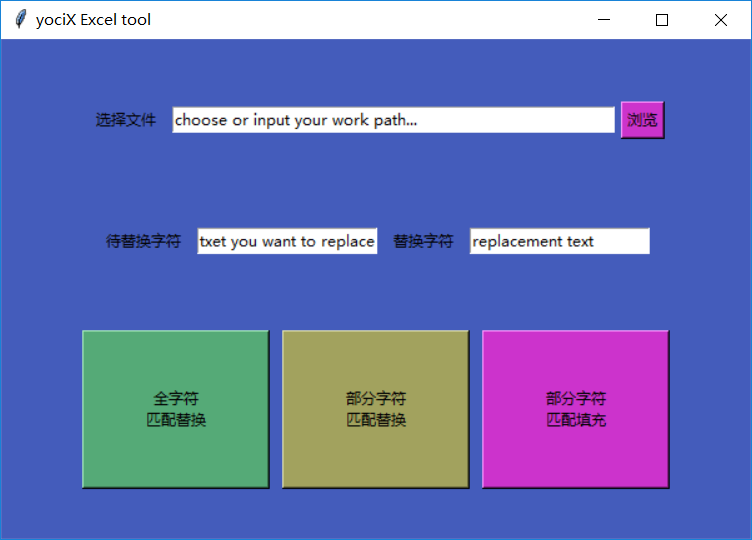 yociX Excel tool
选择文件 choose or input your work path... 浏览
待替换字符 txet you want to replace 替换字符 replacement text
全字符
匹配替换
部分字符
匹配替换
部分字符
匹配填充